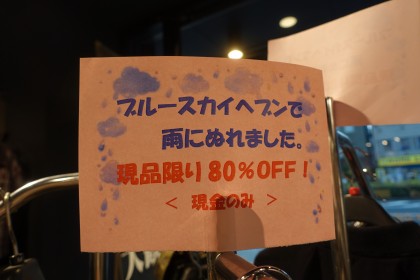 ブルースカイヘブンで
雨にぬれました。
現品限り80%OFF!
< 現金のみ >